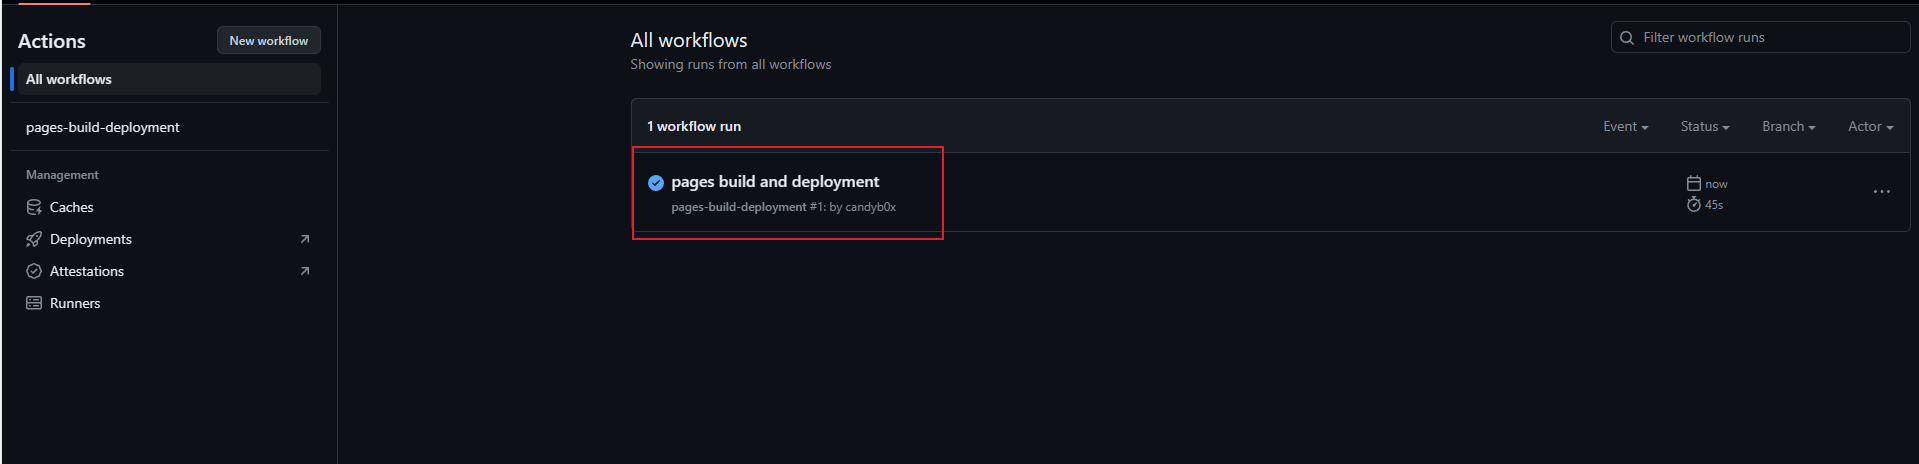 Actions
New workflow
All workflows
pages-build-deployment
Management
Caches
Deployments
Attestations
Runners
All workflows
Showing runs from all workflows
Filter workflow runs
1 workflow run
Event
Status
Branch
Actor
pages build and deployment
pages-build-deployment #1: by candyb0x
now
45s